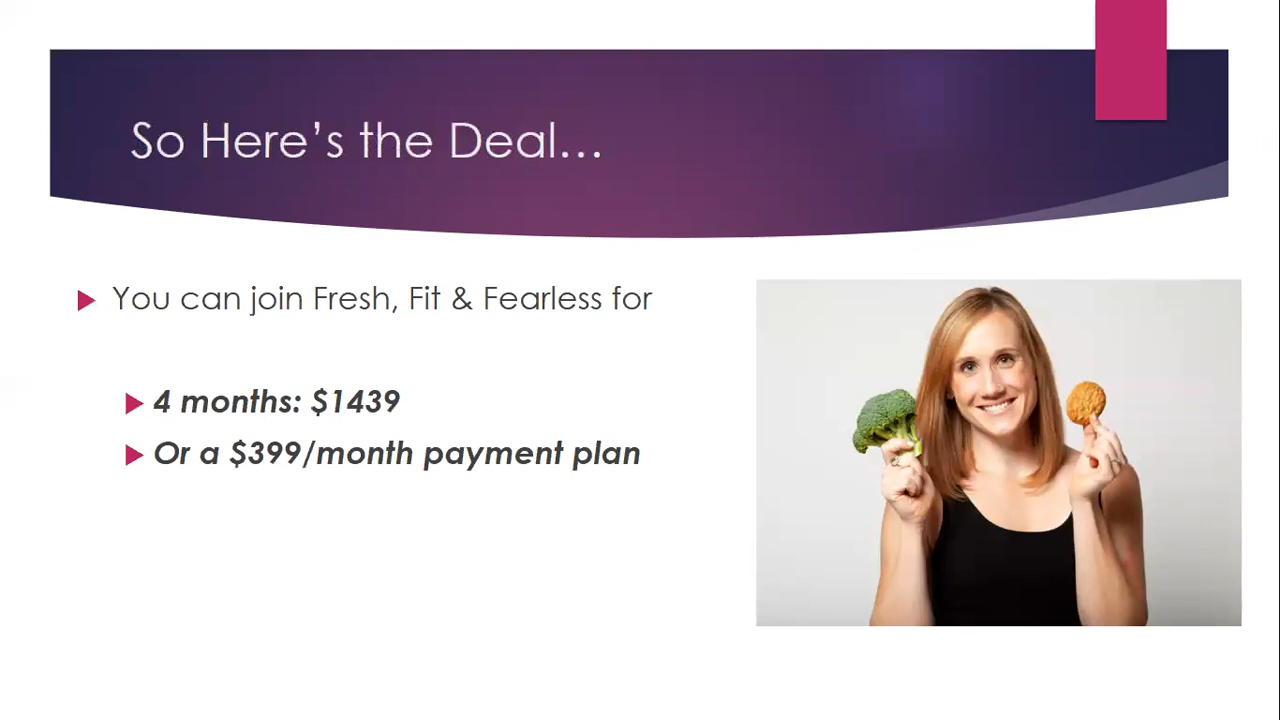 So Here’s the Deal…
You can join Fresh, Fit & Fearless for
4 months: $1439
Or a $399/month payment plan